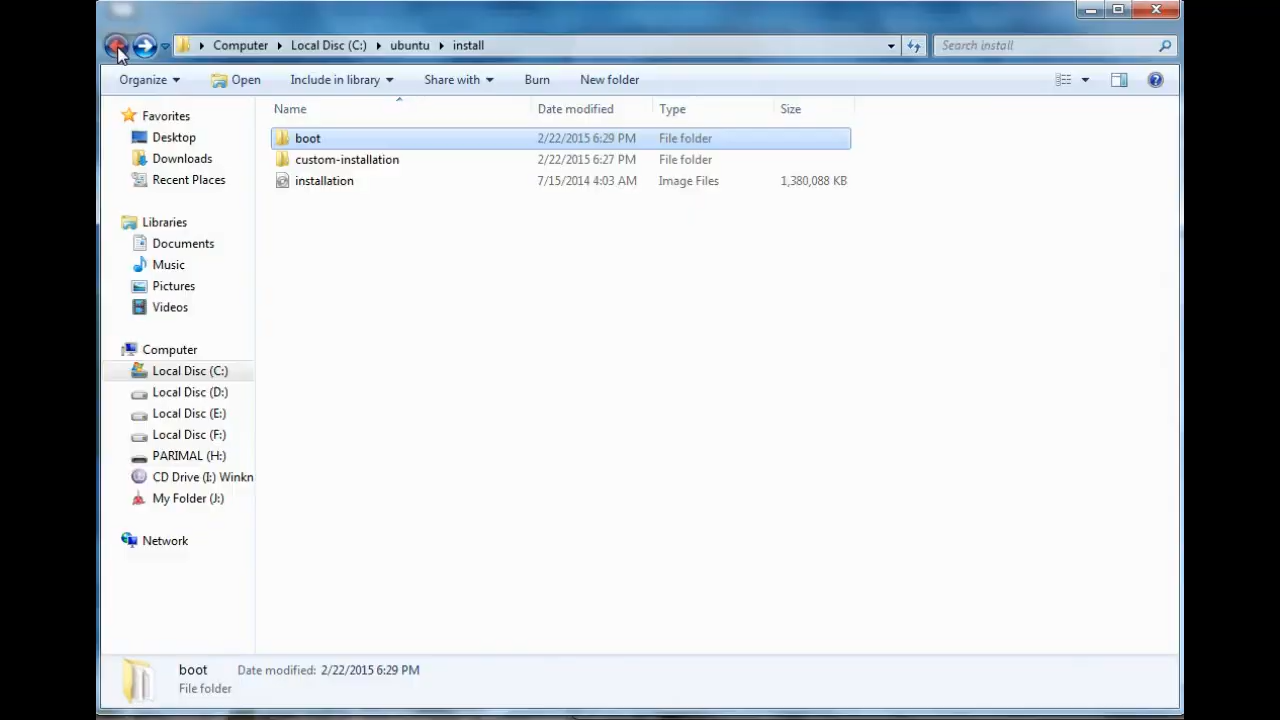 Computer Local Disc (C:) ubuntu install
Search install
Organize Open Include in library Share with Burn New folder
Favorites
Desktop
Downloads
Recent Places
Libraries
Documents
Music
Pictures
Videos
Computer
Local Disc (C:)
Local Disc (D:)
Local Disc (E:)
Local Disc (F:)
PARIMAL (H:)
CD Drive (I:) Winkn
My Folder (J:)
Network
Name Date modified Type Size
boot 2/22/2015 6:29 PM File folder
custom-installation 2/22/2015 6:27 PM File folder
installation 7/15/2014 4:03 AM Image Files 1,380,088 KB
boot Date modified: 2/22/2015 6:29 PM
File folder